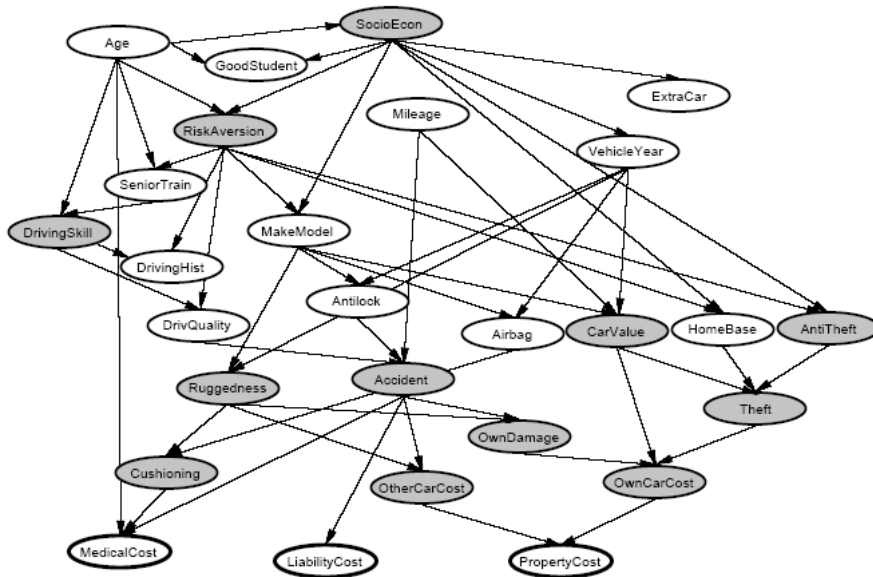 SocioEcon
Age
GoodStudent
ExtraCar
Mileage
RiskAversion
VehicleYear
SeniorTrain
DrivingSkill
MakeModel
DrivingHist
Antilock
DrivQuality
Airbag
CarValue
HomeBase
AntiTheft
Ruggedness
Accident
Theft
OwnDamage
Cushioning
OtherCarCost
OwnCarCost
MedicalCost
LiabilityCost
PropertyCost